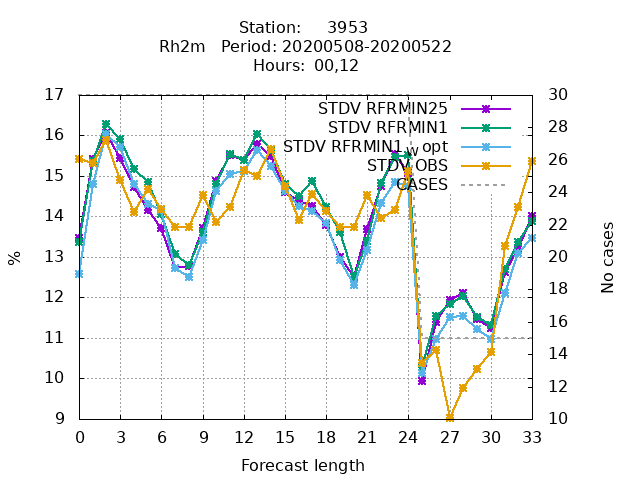 Station: 3953
Rh2m Period: 20200508-20200522
Hours: 00,12
17
16
15
14
13
12
11
10
9
30
28
26
24
22
20
18
16
14
12
10
0 3 6 9 12 15 18 21 24 27 30 33
%
No cases
Forecast length
STDV RFRMIN25
STDV RFRMIN1
STDV RFRMIN1_w opt
STDV OBS
CASES